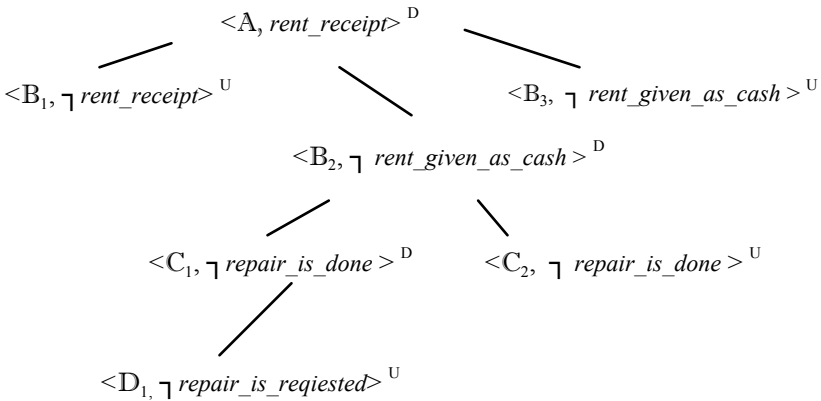 <A, rent_receipt> D
<B1, ┐ rent_receipt> U
<B3, ┐ rent_given_as_cash > U
<B2, ┐ rent_given_as_cash > D
<C1, ┐ repair_is_done > D
<C2, ┐ repair_is_done > U
<D1, ┐ repair_is_reqiested> U